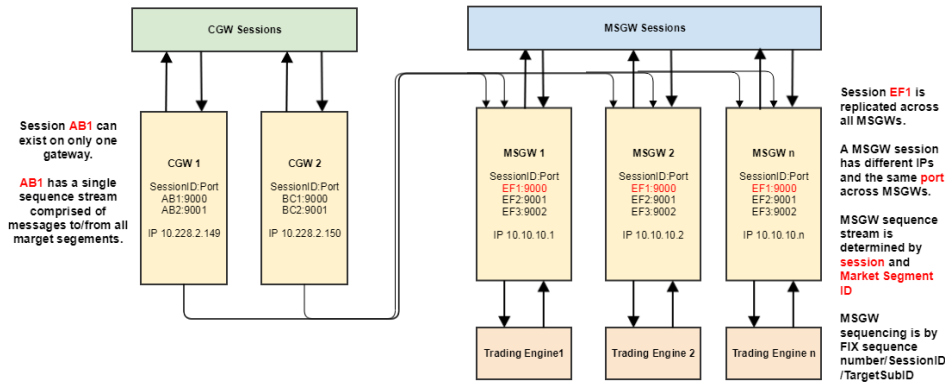 CGW Sessions
MSGW Sessions
Session AB1 can
exist on only one
gateway.
AB1 has a single
sequence stream
comprised of
messages to/from all
marget segements.
CGW 1
SessionID:Port
AB1:9000
AB2:9001
IP 10.228.2.149
CGW 2
SessionID:Port
BC1:9000
BC2:9001
IP 10.228.2.150
MSGW 1
SessionID:Port
EF1:9000
EF2:9001
EF3:9002
IP 10.10.10.1
MSGW 2
SessionID:Port
EF1:9000
EF2:9001
EF3:9002
IP 10.10.10.2
MSGW n
SessionID:Port
EF1:9000
EF2:9001
EF3:9002
IP 10.10.10.n
Session EF1 is
replicated across
all MSGWs.
A MSGW session
has different IPs
and the same port
across MSGWs.
MSGW sequence
stream is
determined by
session and
Market Segment
ID
MSGW
sequencing is by
FIX sequence
number/SessionID
/TargetSubID
Trading Engine1
Trading Engine 2
Trading Engine n